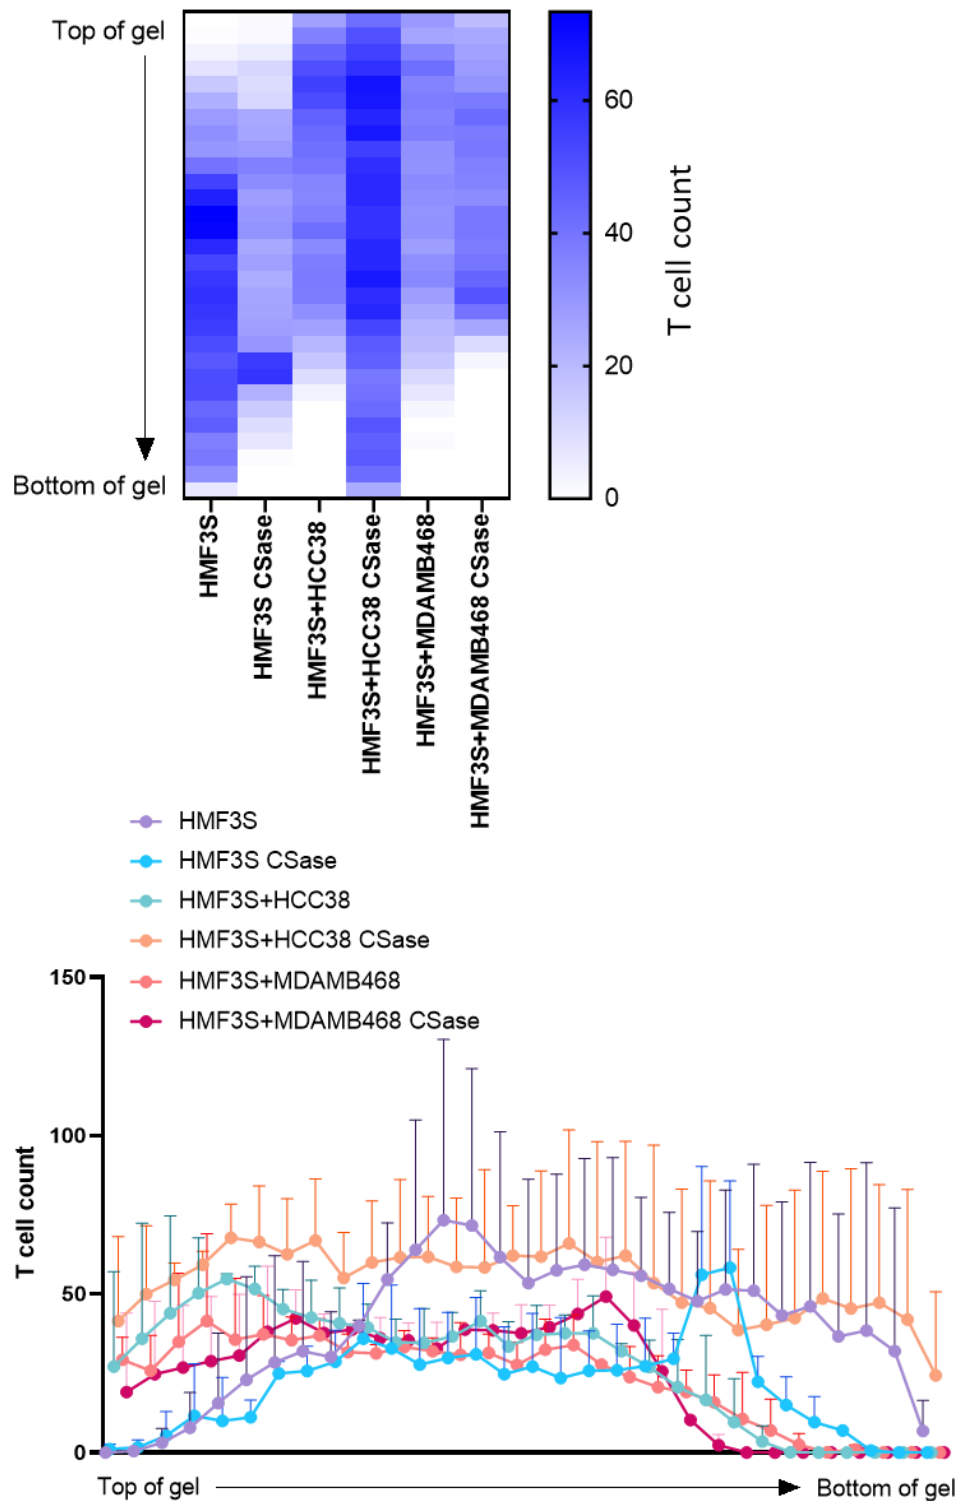 Top of gel
Bottom of gel
60
40
20
0
T cell count
HMF3S
HMF3S CSase
HMF3S+HCC38
HMF3S+HCC38 CSase
HMF3S+MDAMB468
HMF3S+MDAMB468 CSase
HMF3S
HMF3S CSase
HMF3S+HCC38
HMF3S+HCC38 CSase
HMF3S+MDAMB468
HMF3S+MDAMB468 CSase
150
100
50
0
T cell count
Top of gel
Bottom of gel